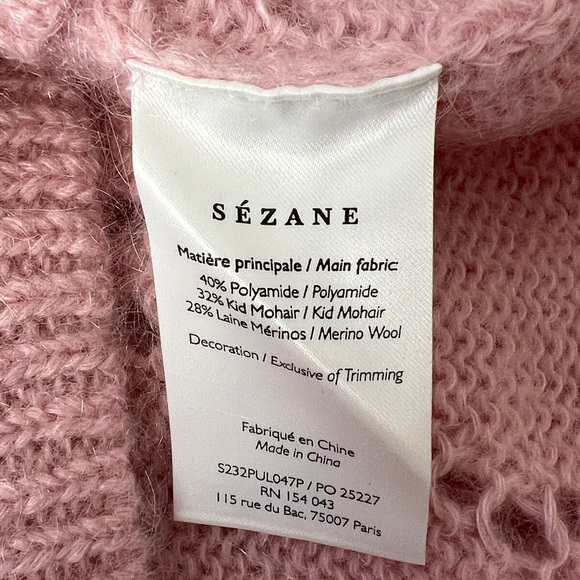 SÉZANE
Matière principale / Main fabric:
40% Polyamide / Polyamide
32% Kid Mohair / Kid Mohair
28% Laine Mérinos / Merino Wool
Decoration / Exclusive of Trimming
Fabriqué en Chine
Made in China
S232PUL047P / PO 25227
RN 154 043
115 rue du Bac, 75007 Paris